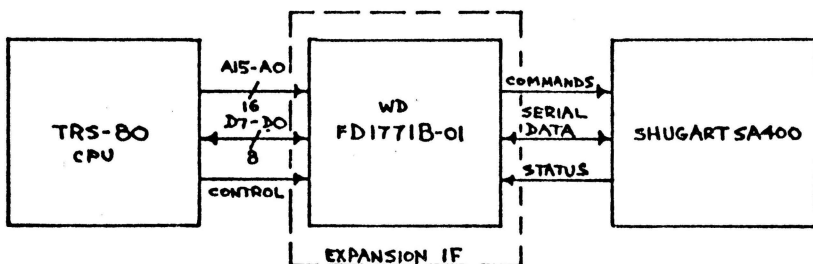 TRS-80
CPU
A15-A0
16
D7-D0
8
CONTROL
WD
FD1771B-01
EXPANSION IF
COMMANDS
SERIAL
DATA
STATUS
SHUGART SA400